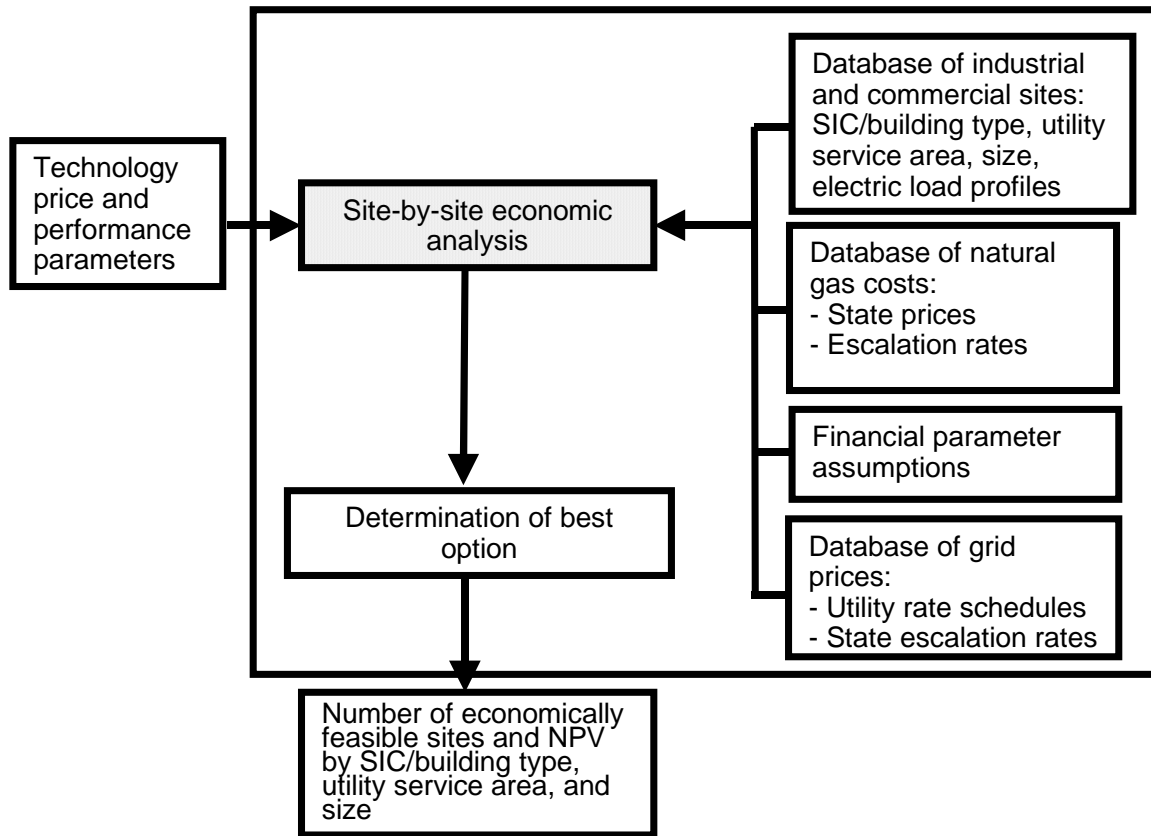 Technology
price and
performance
parameters
Site-by-site economic
analysis
Determination of best
option
Number of economically
feasible sites and NPV
by SIC/building type,
utility service area, and
size
Database of industrial
and commercial sites:
SIC/building type, utility
service area, size,
electric load profiles
Database of natural
gas costs:
- State prices
- Escalation rates
Financial parameter
assumptions
Database of grid
prices:
- Utility rate schedules
- State escalation rates